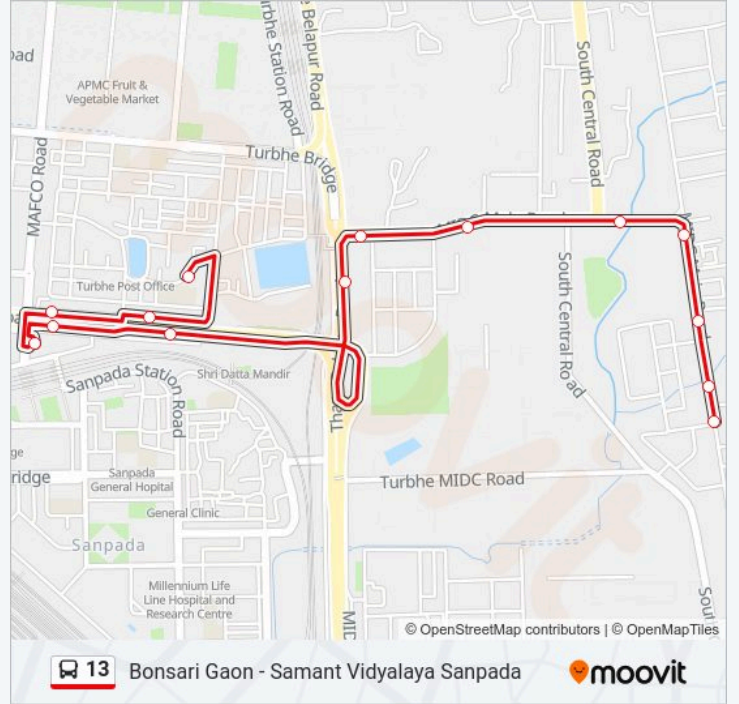 Belapur Road
Turbhe Station Road
South Central Road
APMC Fruit &
Vegetable Market
Turbhe Bridge
MAFCO Road
Turbhe Post Office
South Central Road
Shri Datta Mandir
Sanpada Station Road
Turbhe MIDC Road
ridge
Sanpada
General Hopital
General Clinic
Sanpada
Millennium Life
Line Hospital and
Research Centre
MID
© OpenStreetMap contributors | © OpenMapTiles
13 Bonsari Gaon - Samant Vidyalaya Sanpada
moovit